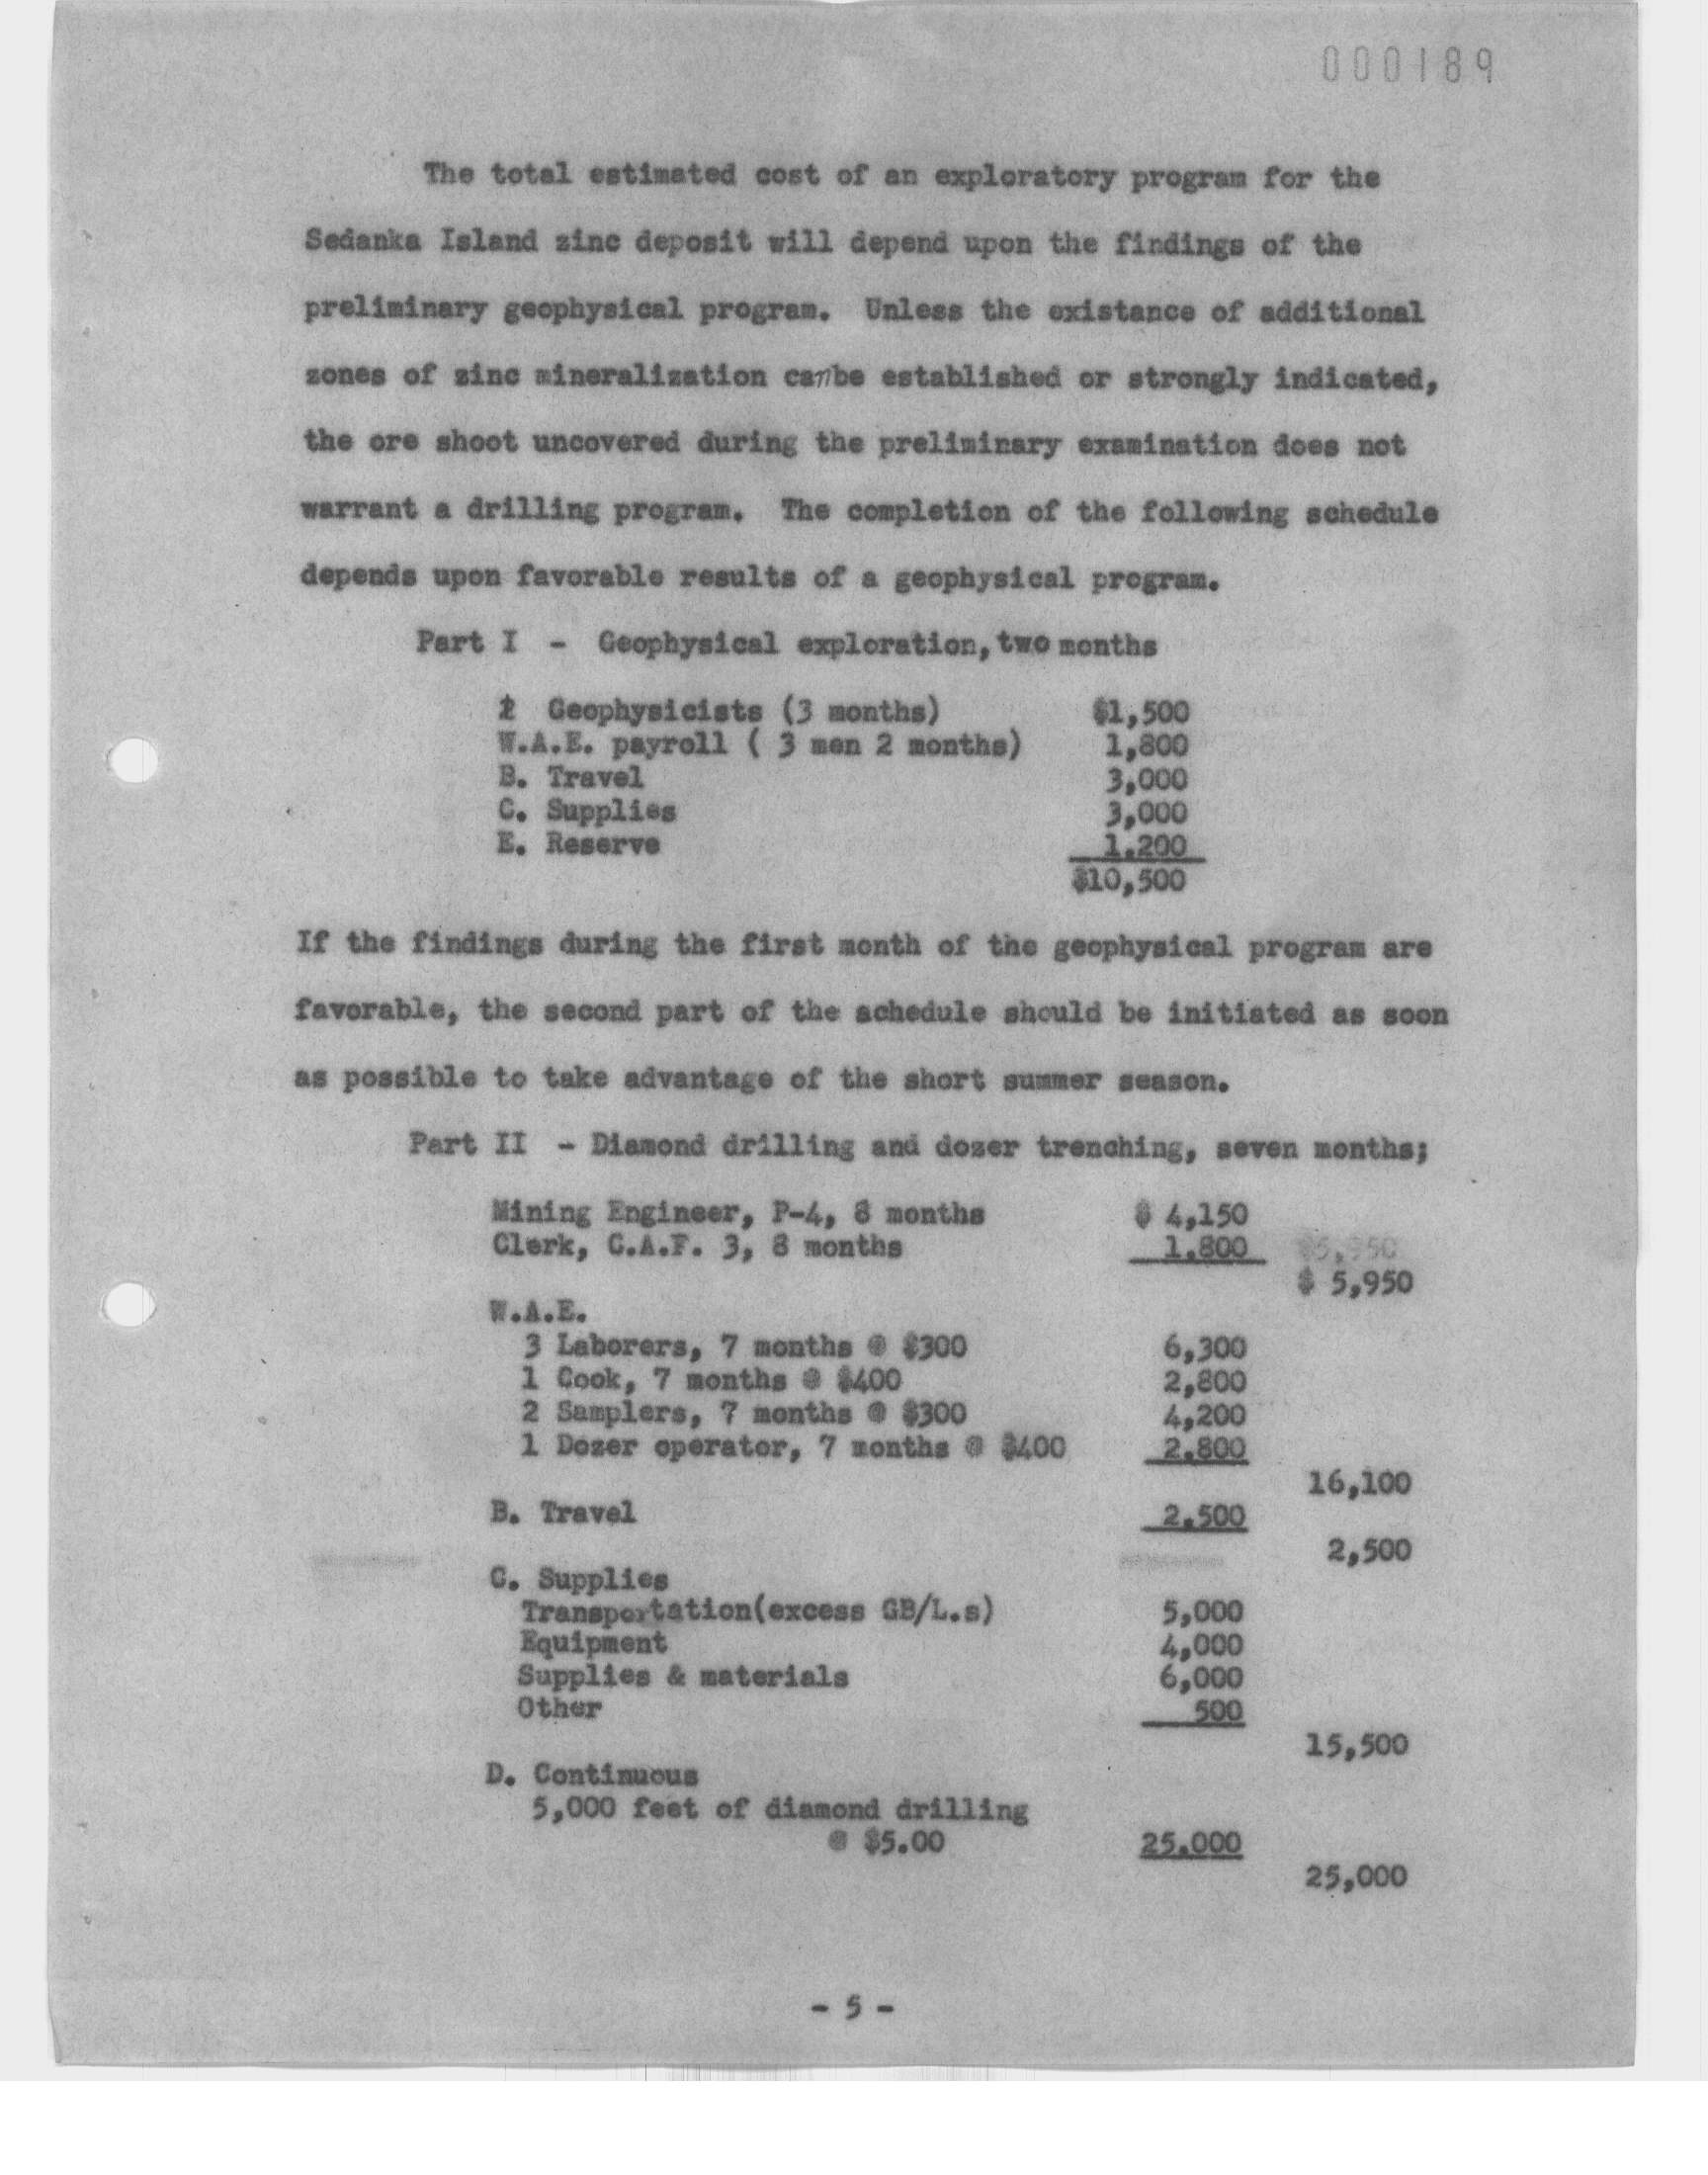 000189
The total estimated cost of an exploratory program for the
Sedanka Island zinc deposit will depend upon the findings of the
preliminary geophysical program. Unless the existance of additional
zones of zinc mineralization canbe established or strongly indicated,
the ore shoot uncovered during the preliminary examination does not
warrant a drilling program. The completion of the following schedule
depends upon favorable results of a geophysical program.
Part I - Geophysical exploration, two months
Geophysicists (3 months) $1,500
W.A.E. payroll ( 3 men 2 months) 1,800
B. Travel 3,000
C. Supplies 3,000
E. Reserve 1.200
$10,500
If the findings during the first month of the geophysical program are
favorable, the second part of the achedule should be initiated as soon
as possible to take advantage of the short summer season.
Part II - Diamond drilling and dozer trenching, seven months;
Mining Engineer, P-4, 8 months $ 4,150
Clerk, C.A.F. 3, 8 months 1.800 $5,950
$ 5,950
W.A.E.
3 Laborers, 7 months @ $300 6,300
1 Cook, 7 months @ $400 2,800
2 Samplers, 7 months @ $300 4,200
1 Dozer operator, 7 months @ $400 2.800
16,100
B. Travel 2.500
2,500
C. Supplies
Transportation(excess GB/L.s) 5,000
Equipment 4,000
Supplies & materials 6,000
Other 500
15,500
D. Continuous
5,000 feet of diamond drilling
@ $5.00 25.000
25,000
- 5 -